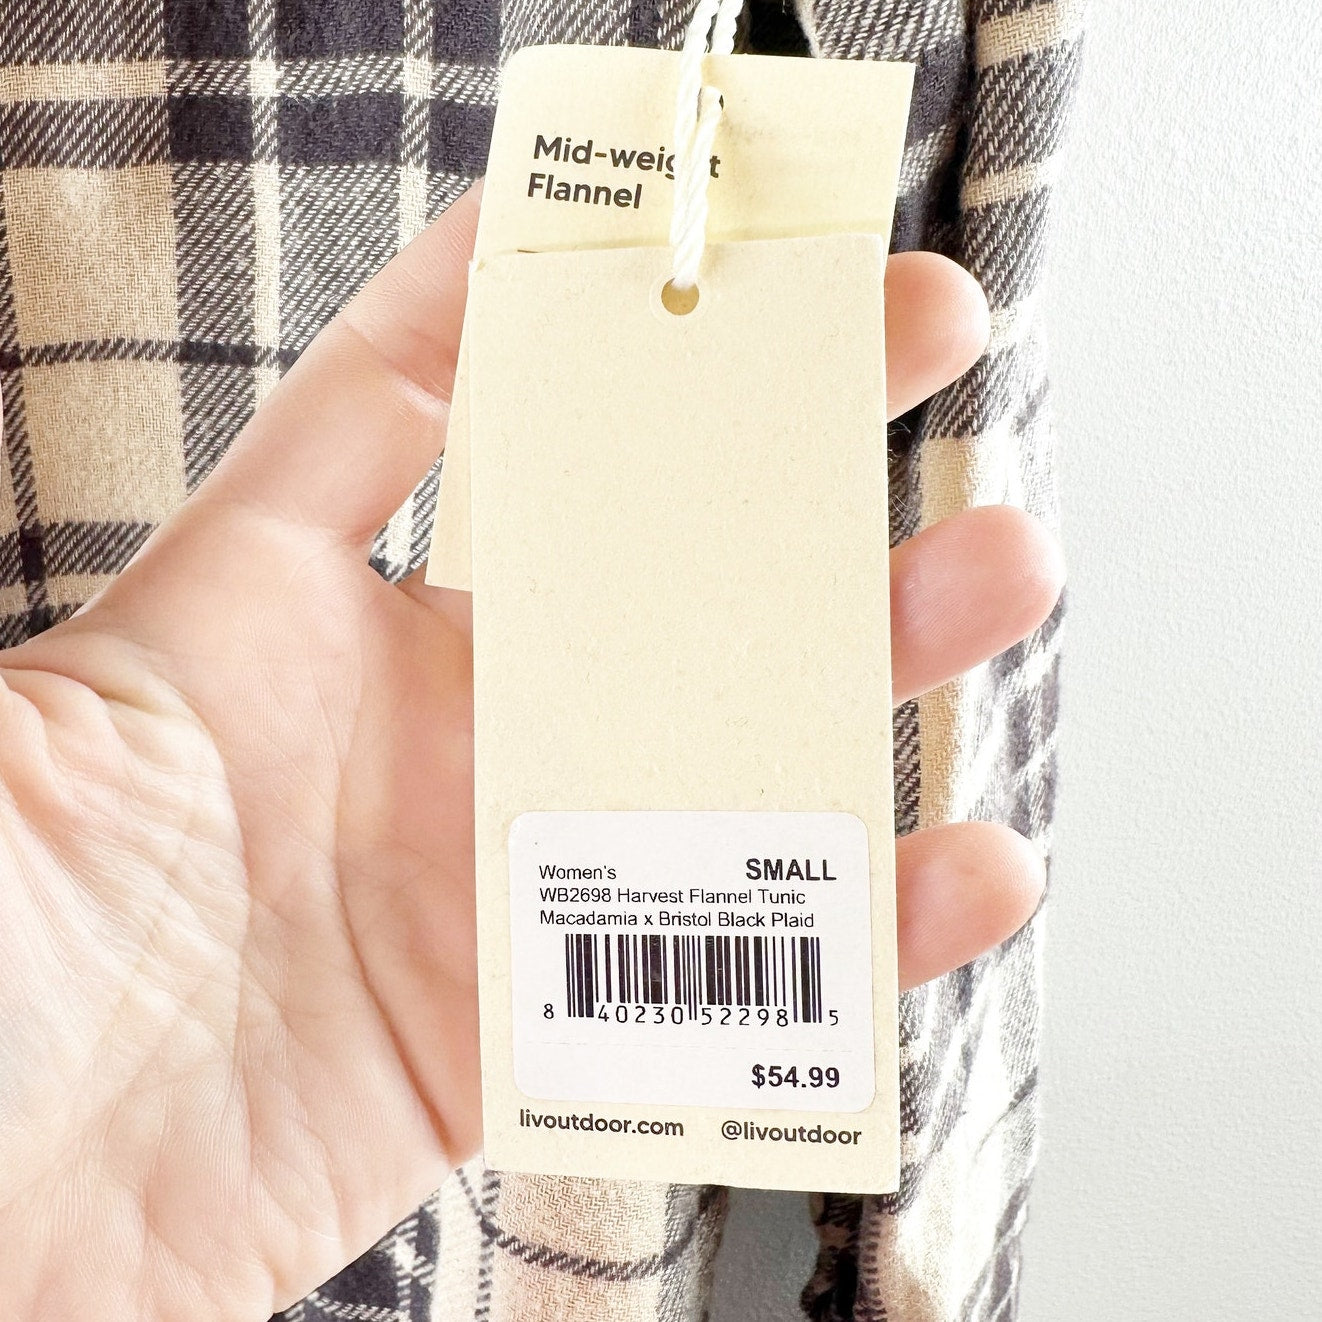 Mid-weight
Flannel
Women's SMALL
WB2698 Harvest Flannel Tunic
Macadamia x Bristol Black Plaid
8 40230 52298 5
$54.99
livoutdoor.com @livoutdoor